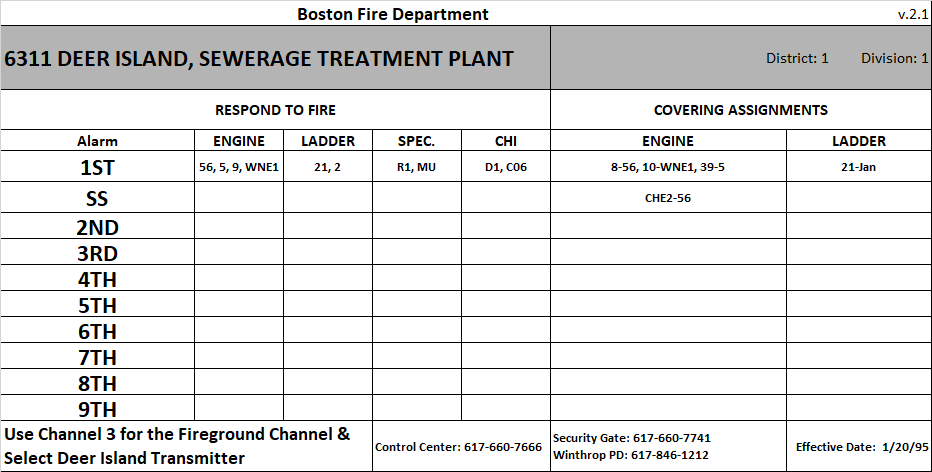 Boston Fire Department v.2.1
6311 DEER ISLAND, SEWERAGE TREATMENT PLANT District: 1 Division: 1
RESPOND TO FIRE COVERING ASSIGNMENTS
Alarm ENGINE LADDER SPEC. CHI ENGINE LADDER
1ST 56, 5, 9, WNE1 21, 2 R1, MU D1, C06 8-56, 10-WNE1, 39-5 21-Jan
SS CHE2-56
2ND
3RD
4TH
5TH
6TH
7TH
8TH
9TH
Use Channel 3 for the Fireground Channel &
Select Deer Island Transmitter
Control Center: 617-660-7666
Security Gate: 617-660-7741
Winthrop PD: 617-846-1212
Effective Date: 1/20/95